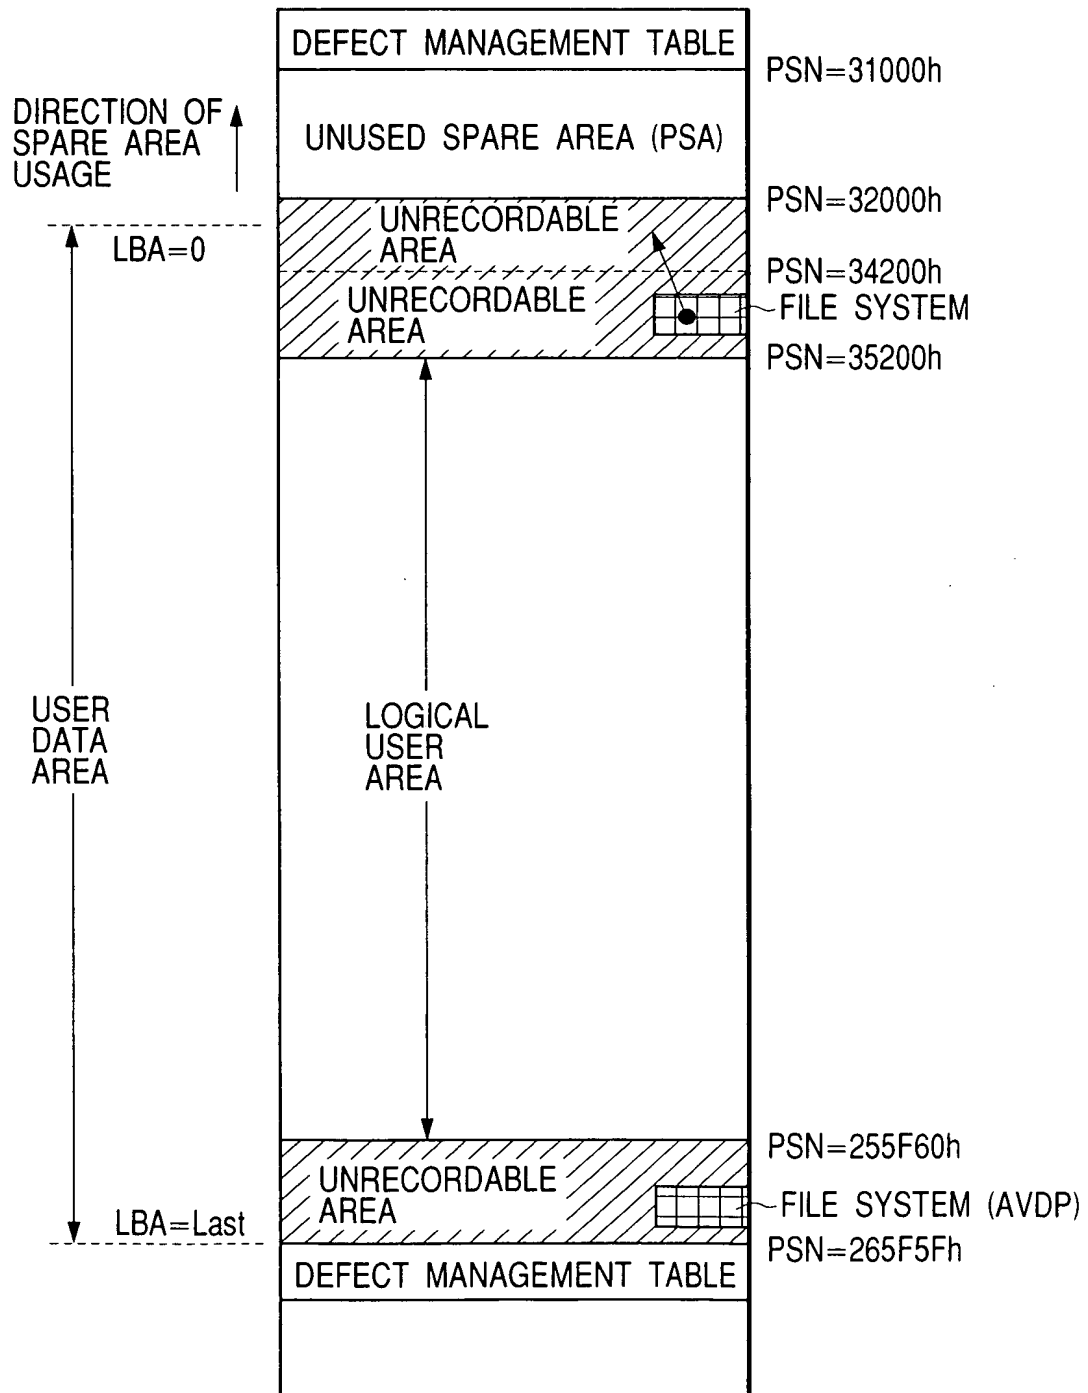 DEFECT MANAGEMENT TABLE
PSN=31000h
DIRECTION OF
SPARE AREA
USAGE
UNUSED SPARE AREA (PSA)
PSN=32000h
UNRECORDABLE
AREA
LBA=0
PSN=34200h
UNRECORDABLE
AREA
FILE SYSTEM
PSN=35200h
USER
DATA
AREA
LOGICAL
USER
AREA
PSN=255F60h
UNRECORDABLE
AREA
FILE SYSTEM (AVDP)
LBA=Last
PSN=265F5Fh
DEFECT MANAGEMENT TABLE